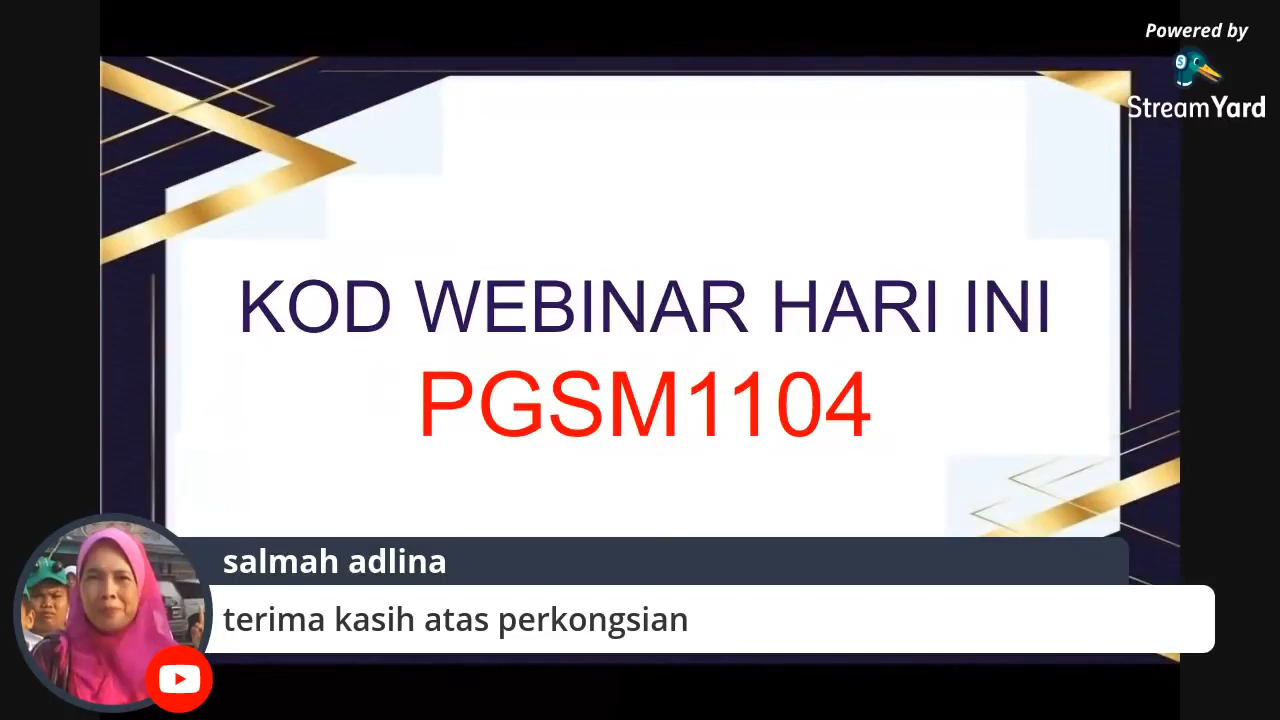 Powered by
StreamYard
KOD WEBINAR HARI INI
PGSM1104
salmah adlina
terima kasih atas perkongsian